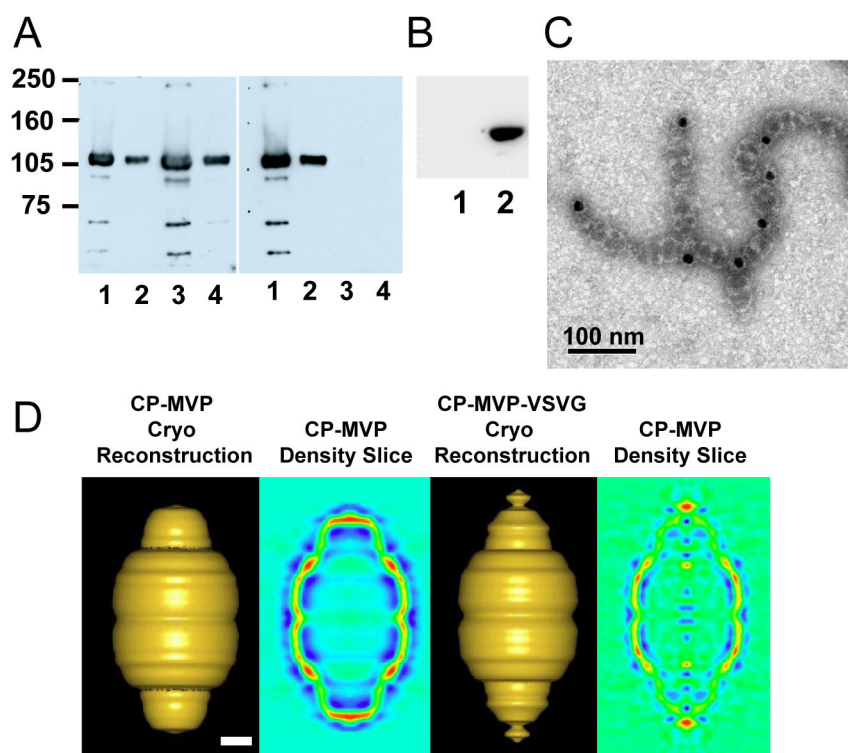 A
B
C
250
160
105
75
1 2 3 4
1 2 3 4
1 2
100 nm
D
CP-MVP
Cryo
Reconstruction
CP-MVP
Density Slice
CP-MVP-VSVG
Cryo
Reconstruction
CP-MVP
Density Slice